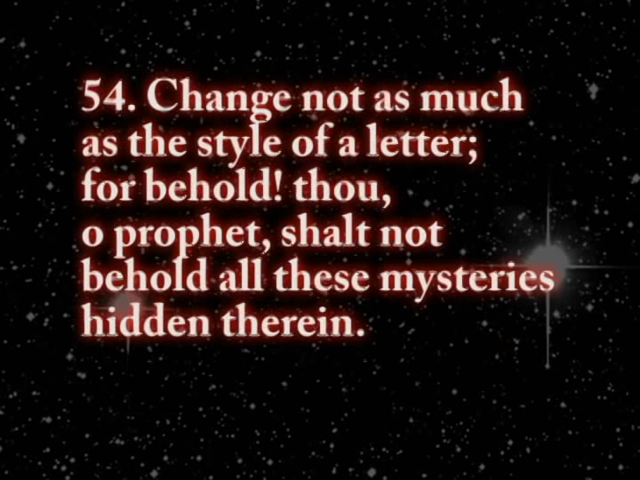 54. Change not as much
as the style of a letter;
for behold! thou,
o prophet, shalt not
behold all these mysteries
hidden therein.